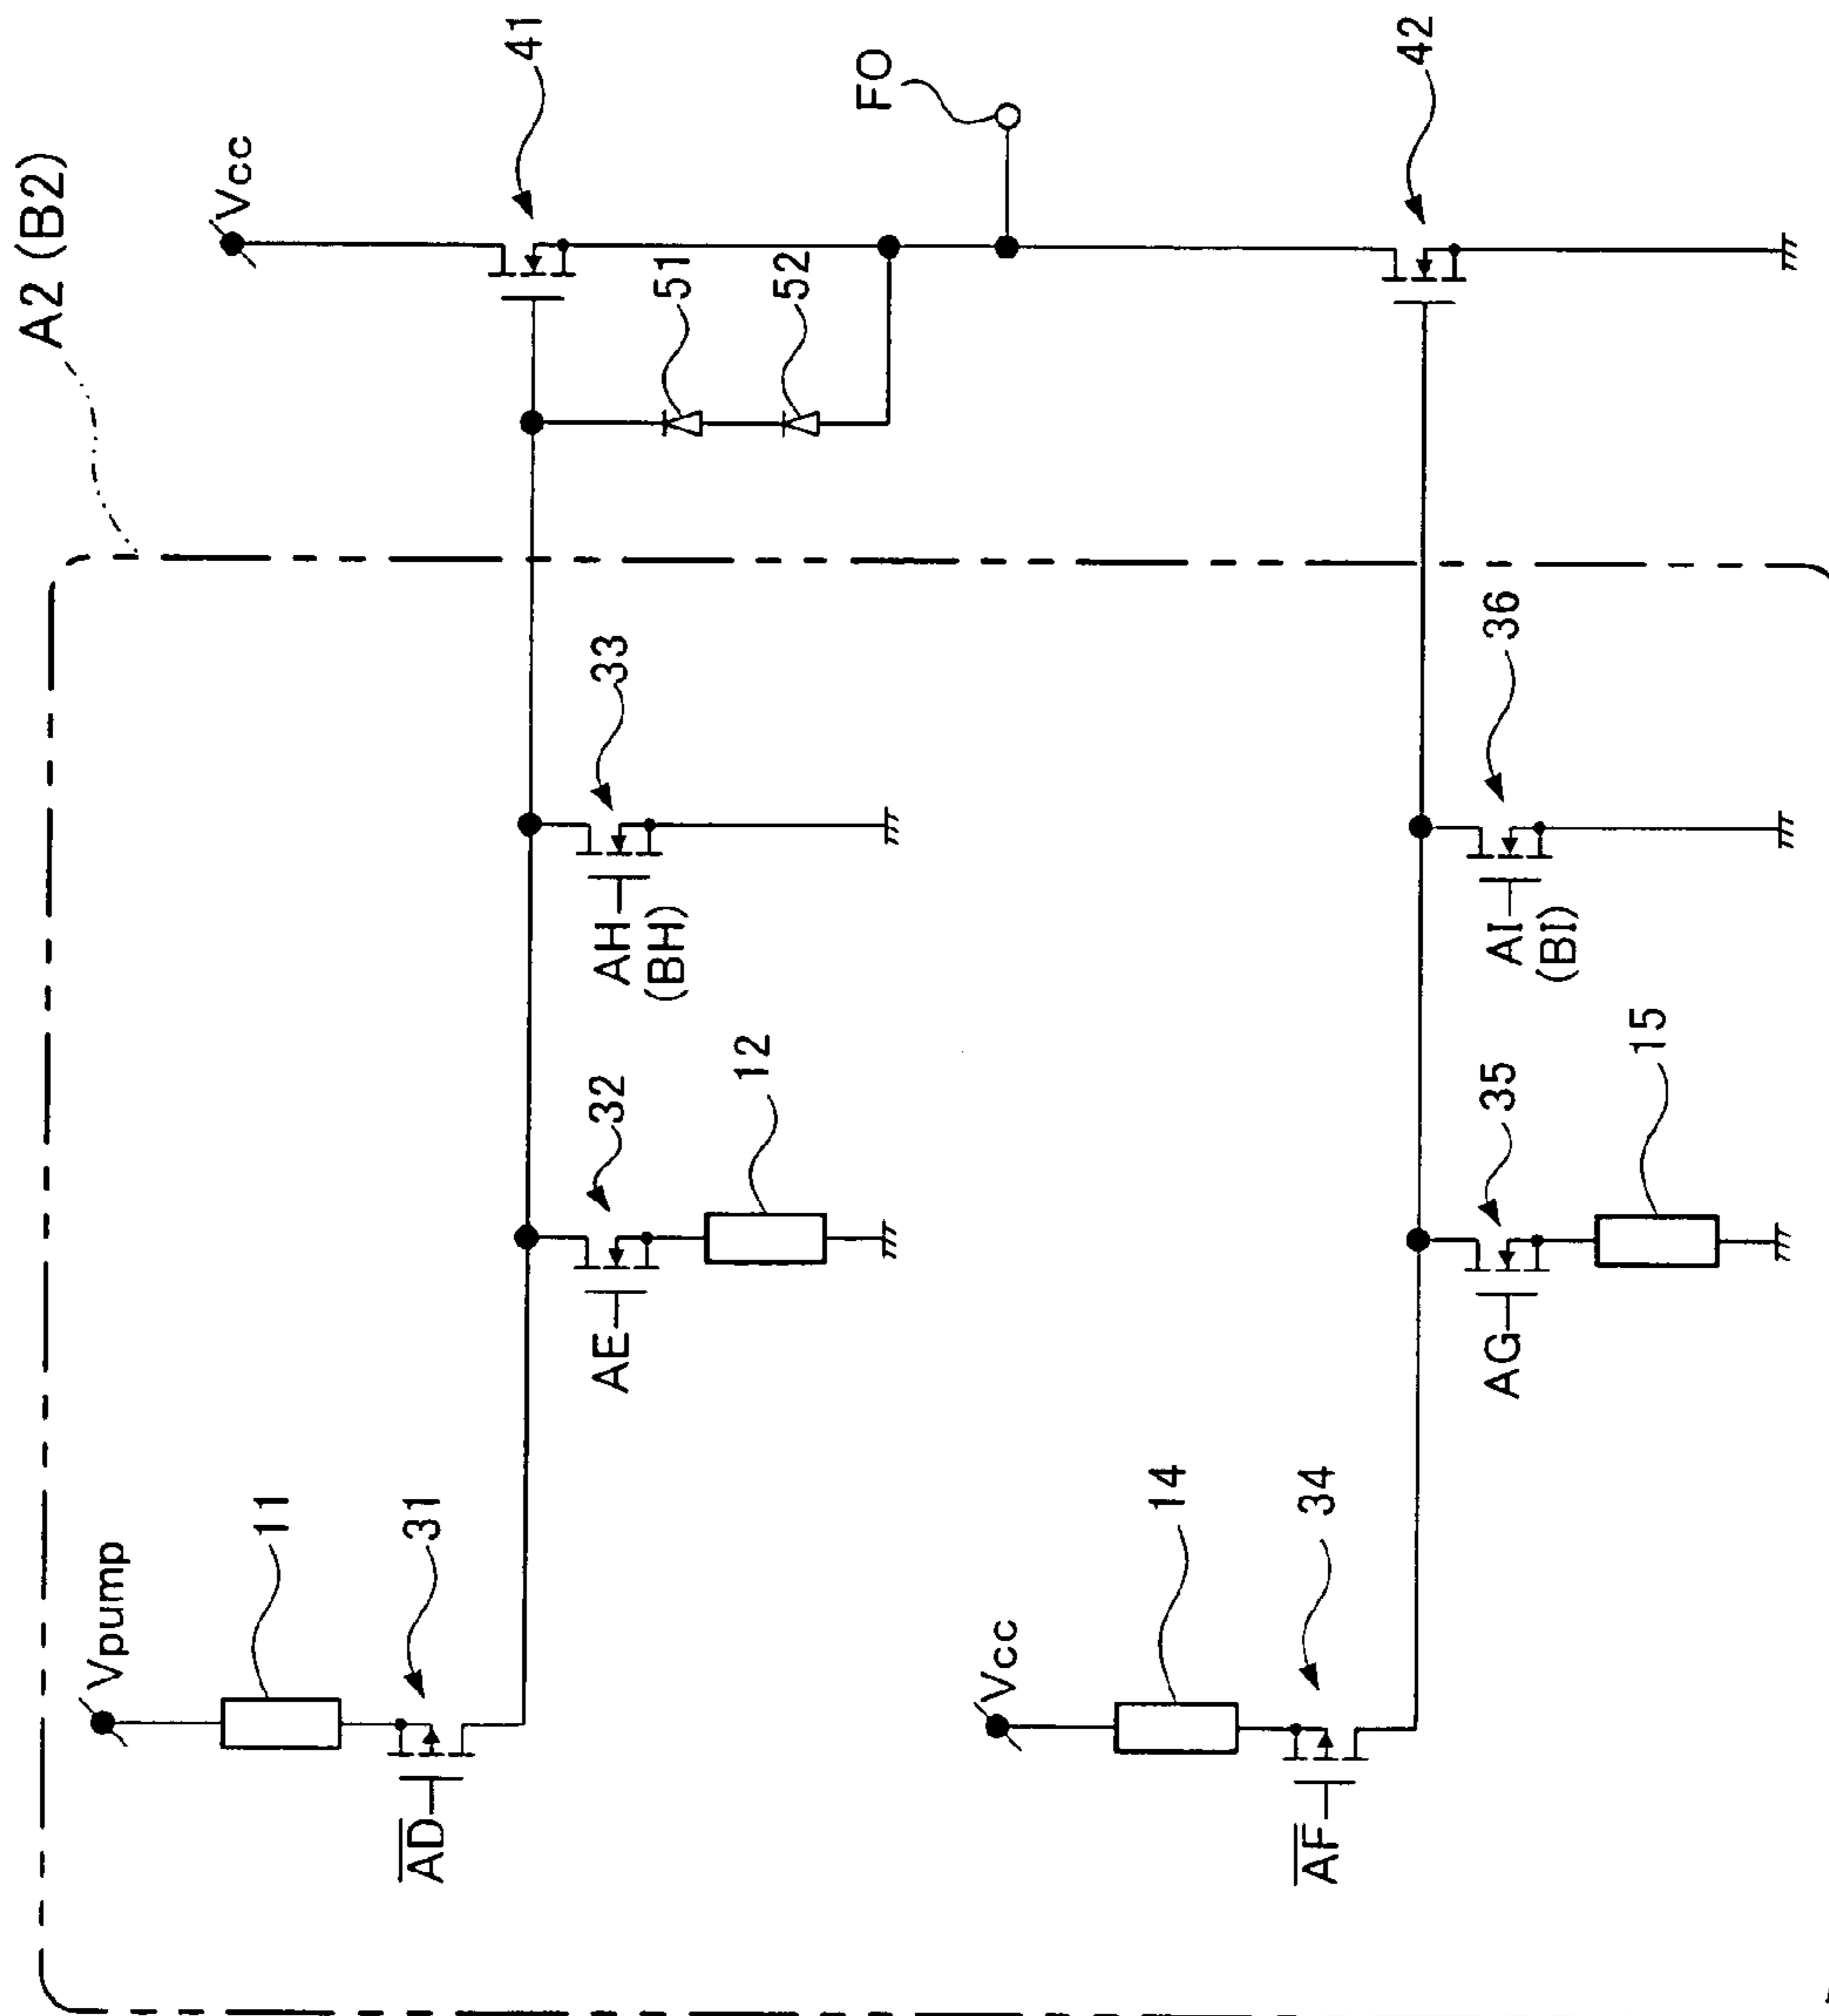 A2 (B2)
Vpump
11
31
AD
AE
32
12
AH
(BH)
33
Vcc
41
51
52
FO
Vcc
14
34
AF
AG
35
15
AI
(BI)
36
42